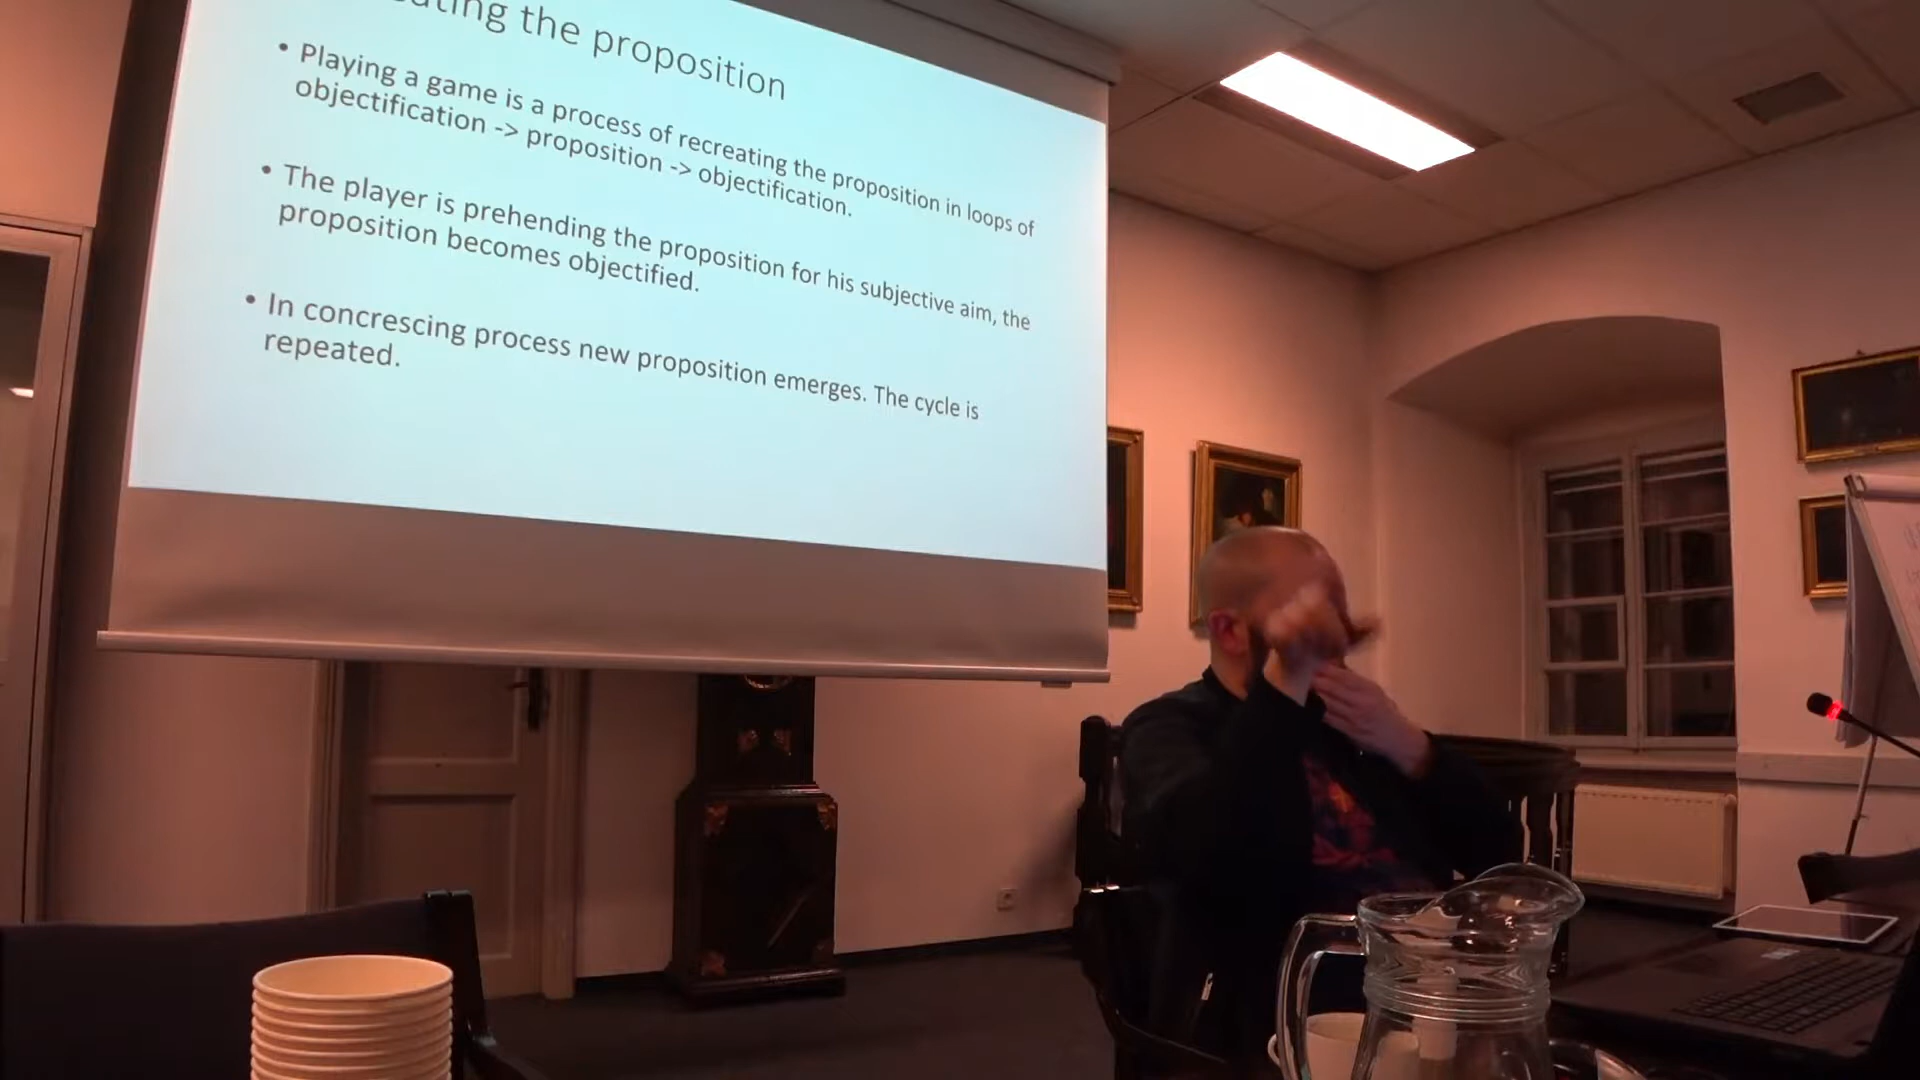 the proposition
• Playing a game is a process of recreating the proposition in loops of
objectification -> proposition -> objectification.
• The player is prehending the proposition for his subjective aim, the
proposition becomes objectified.
• In concrescing process new proposition emerges. The cycle is
repeated.